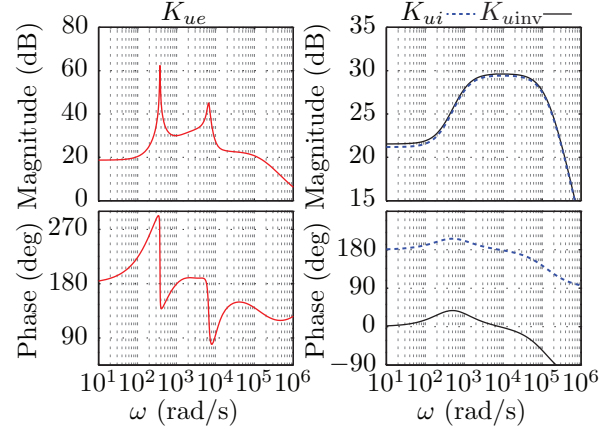 K_ue
K_ui K_uinv
Magnitude (dB)
80
60
40
20
0
Magnitude (dB)
35
30
25
20
15
Phase (deg)
270
180
90
Phase (deg)
180
90
0
−90
10^1 10^2 10^3 10^4 10^5 10^6
10^1 10^2 10^3 10^4 10^5 10^6
ω (rad/s)
ω (rad/s)